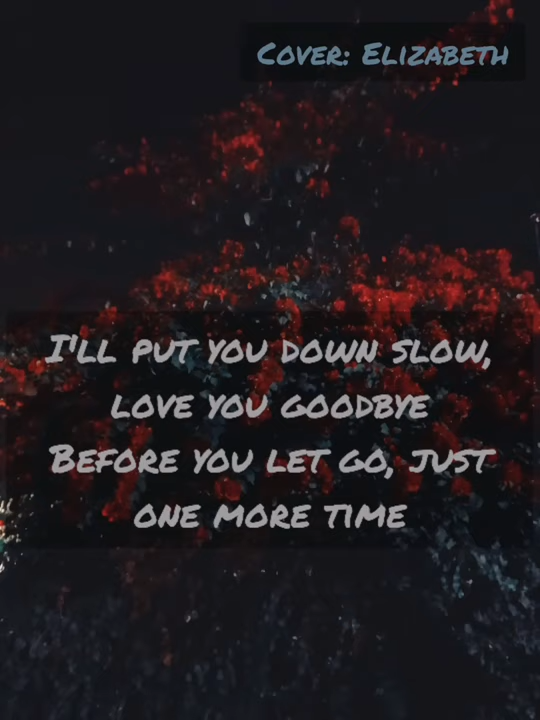 Cover: Elizabeth
I'll put you down slow,
love you goodbye
Before you let go, just
one more time